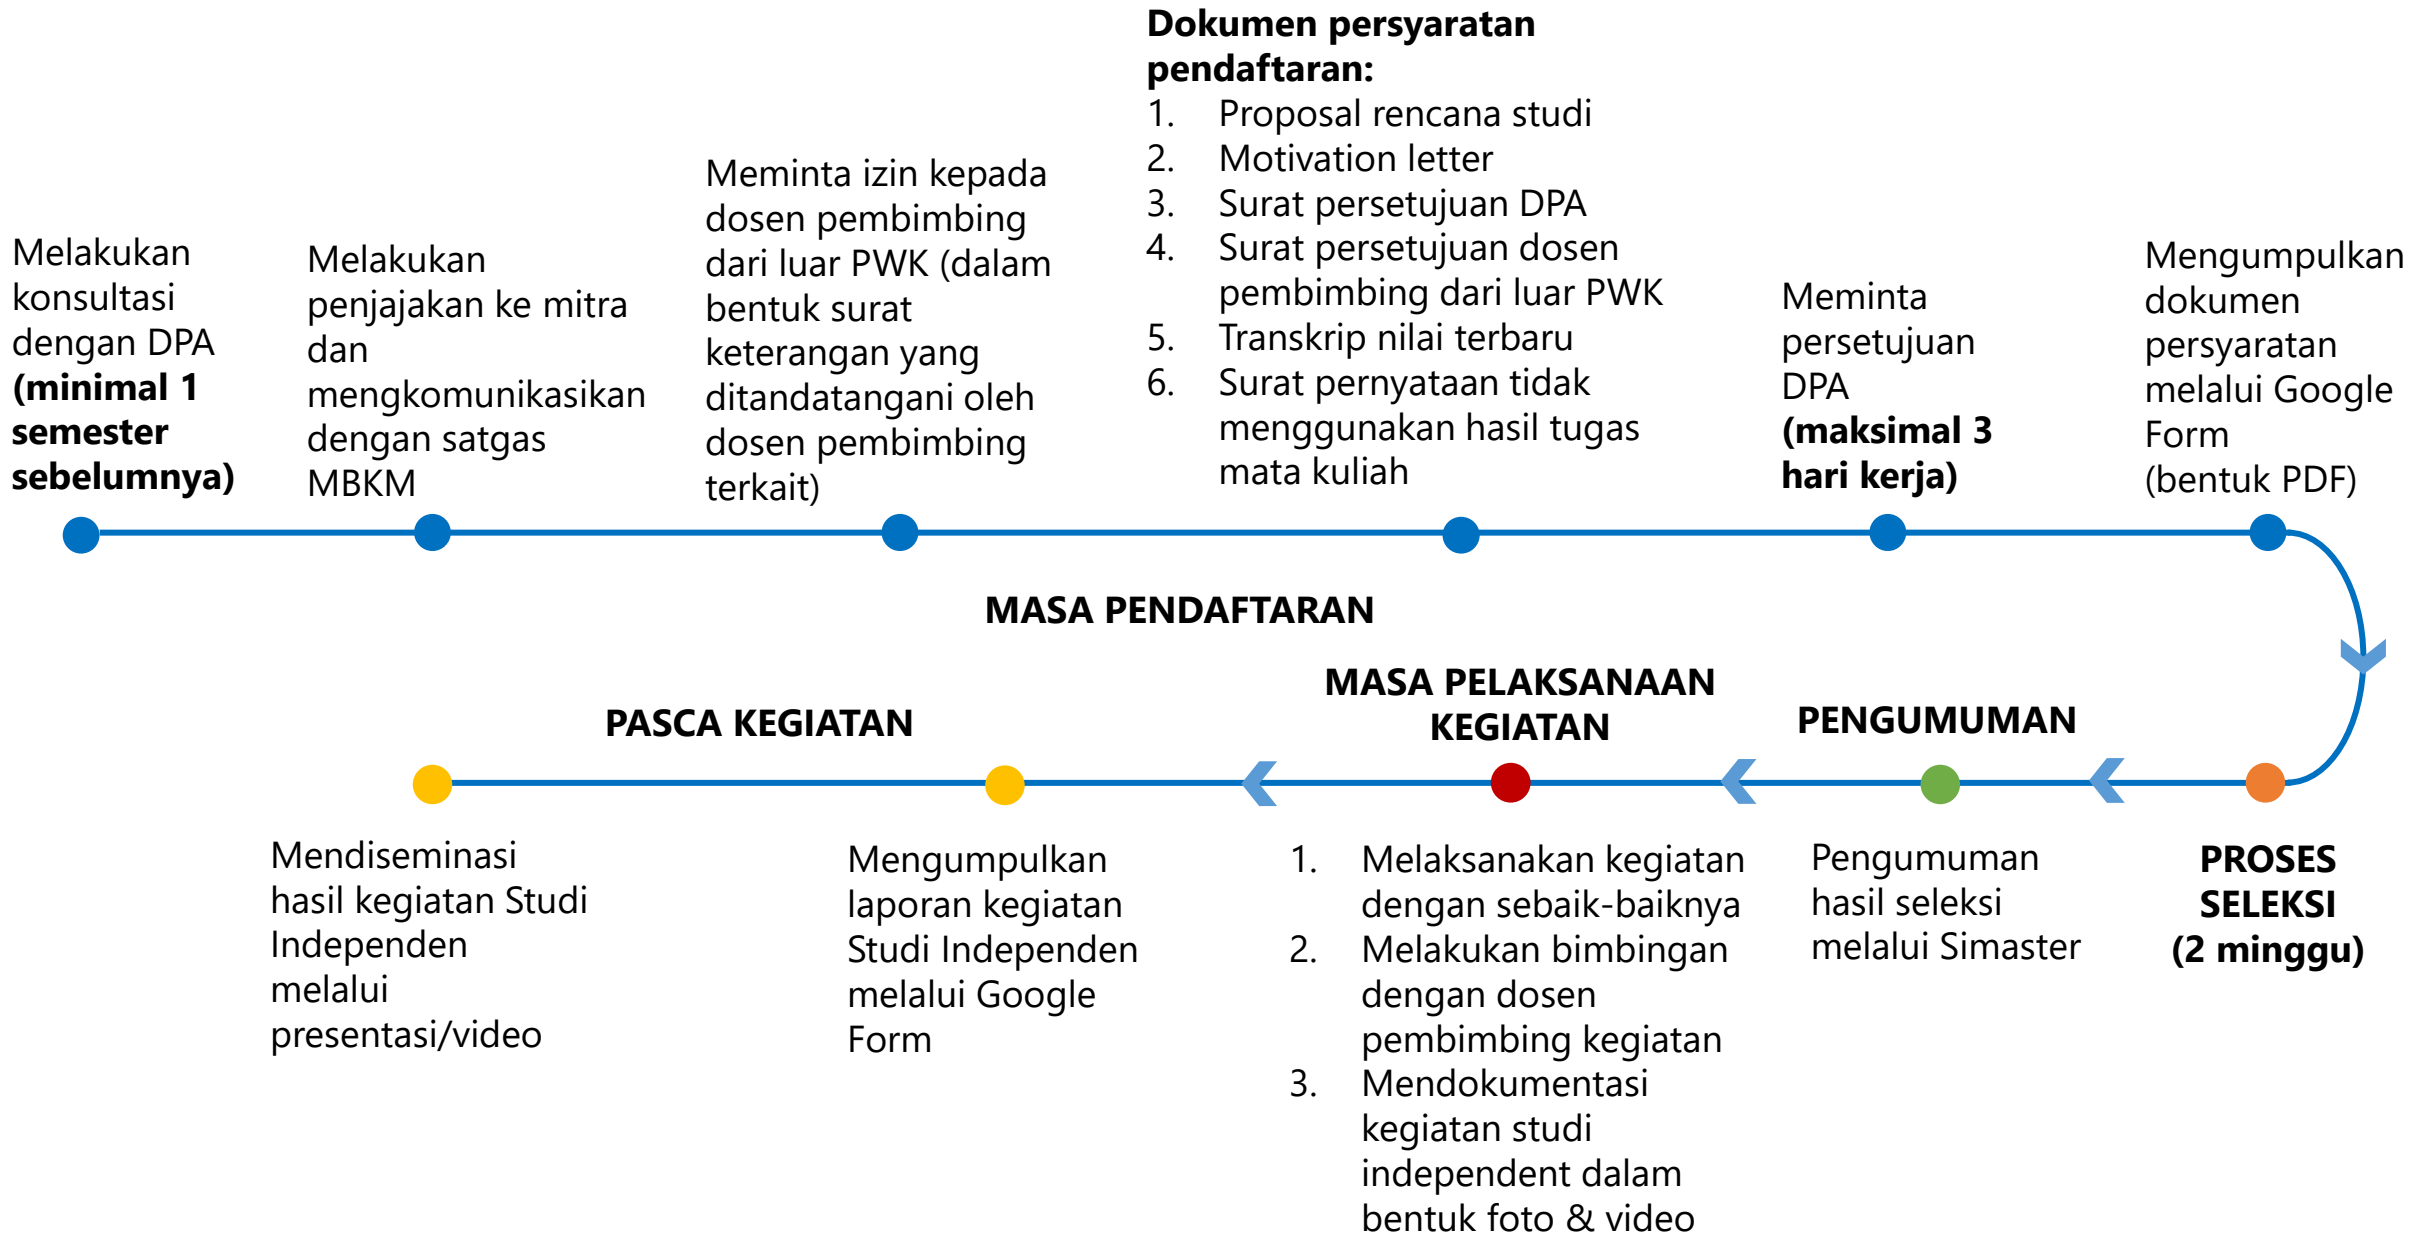 Melakukan
konsultasi
dengan DPA
(minimal 1
semester
sebelumnya)
Melakukan
penjajakan ke mitra
dan
mengkomunikasikan
dengan satgas
MBKM
Meminta izin kepada
dosen pembimbing
dari luar PWK (dalam
bentuk surat
keterangan yang
ditandatangani oleh
dosen pembimbing
terkait)
Dokumen persyaratan
pendaftaran:
1. Proposal rencana studi
2. Motivation letter
3. Surat persetujuan DPA
4. Surat persetujuan dosen
pembimbing dari luar PWK
5. Transkrip nilai terbaru
6. Surat pernyataan tidak
menggunakan hasil tugas
mata kuliah
Meminta
persetujuan
DPA
(maksimal 3
hari kerja)
Mengumpulkan
dokumen
persyaratan
melalui Google
Form
(bentuk PDF)
MASA PENDAFTARAN
PROSES
SELEKSI
(2 minggu)
PENGUMUMAN
Pengumuman
hasil seleksi
melalui Simaster
MASA PELAKSANAAN
KEGIATAN
1. Melaksanakan kegiatan
dengan sebaik-baiknya
2. Melakukan bimbingan
dengan dosen
pembimbing kegiatan
3. Mendokumentasi
kegiatan studi
independent dalam
bentuk foto & video
PASCA KEGIATAN
Mengumpulkan
laporan kegiatan
Studi Independen
melalui Google
Form
Mendiseminasi
hasil kegiatan Studi
Independen
melalui
presentasi/video